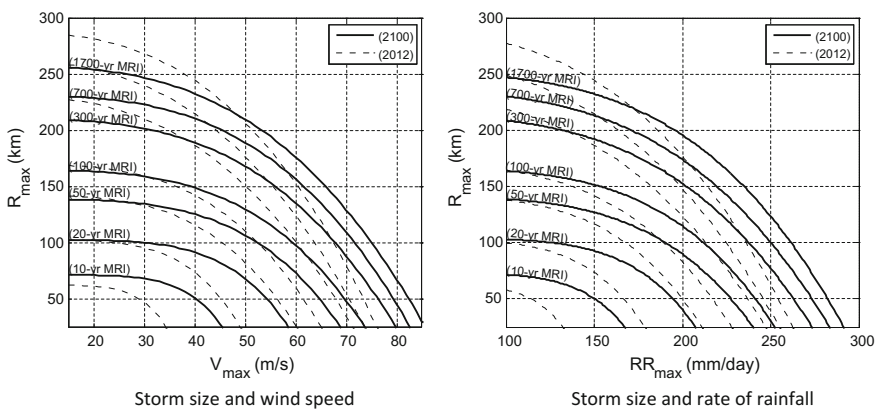 300
250
200
150
100
50
R_max (km)
(1700-yr MRI)
(700-yr MRI)
(300-yr MRI)
(100-yr MRI)
(50-yr MRI)
(20-yr MRI)
(10-yr MRI)
(2100)
(2012)
20 30 40 50 60 70 80
V_max (m/s)
Storm size and wind speed
300
250
200
150
100
50
R_max (km)
(1700-yr MRI)
(700-yr MRI)
(300-yr MRI)
(100-yr MRI)
(50-yr MRI)
(20-yr MRI)
(10-yr MRI)
(2100)
(2012)
100 150 200 250 300
RR_max (mm/day)
Storm size and rate of rainfall